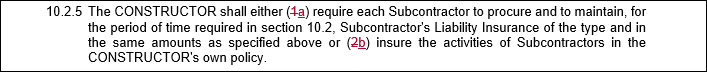 10.2.5 The CONSTRUCTOR shall either (1a) require each Subcontractor to procure and to maintain, for
the period of time required in section 10.2, Subcontractor's Liability Insurance of the type and in
the same amounts as specified above or (2b) insure the activities of Subcontractors in the
CONSTRUCTOR's own policy.